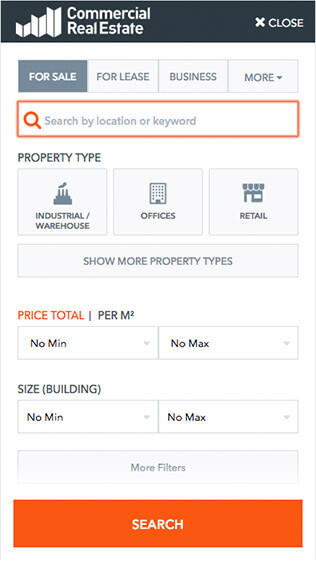 Commercial
Real Estate
✖ CLOSE
FOR SALE FOR LEASE BUSINESS MORE
Search by location or keyword
PROPERTY TYPE
INDUSTRIAL / WAREHOUSE
OFFICES
RETAIL
SHOW MORE PROPERTY TYPES
PRICE TOTAL | PER M²
No Min No Max
SIZE (BUILDING)
No Min No Max
More Filters
SEARCH